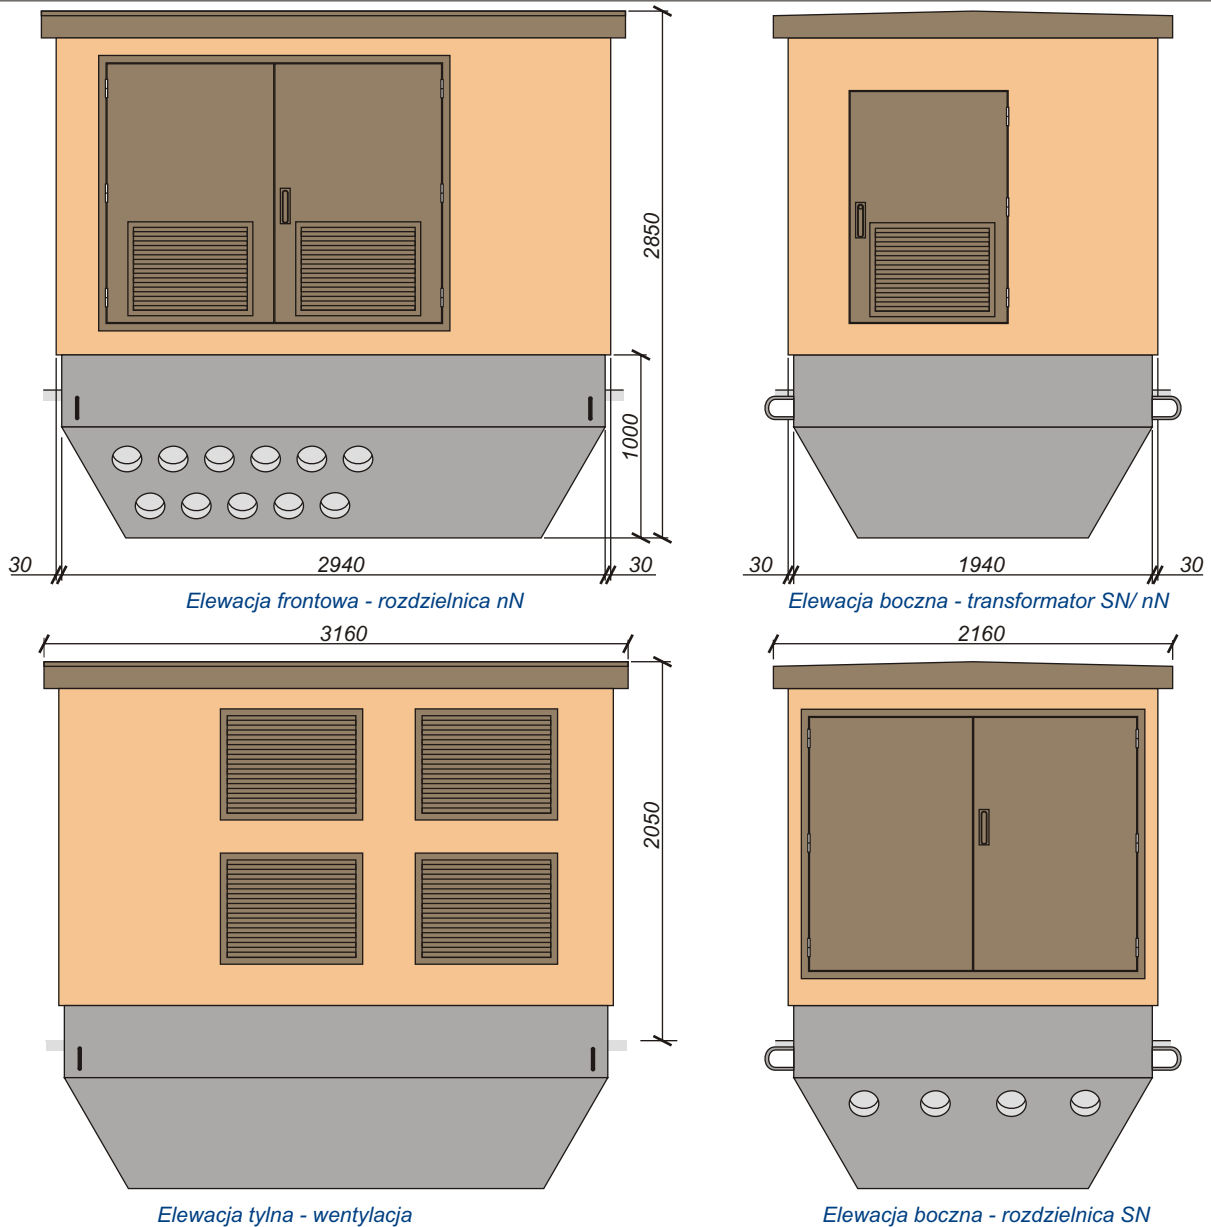 2850
1000
30 2940 30
30 1940 30
Elewacja frontowa - rozdzielnica nN
Elewacja boczna - transformator SN/ nN
3160
2160
2050
Elewacja tylna - wentylacja
Elewacja boczna - rozdzielnica SN